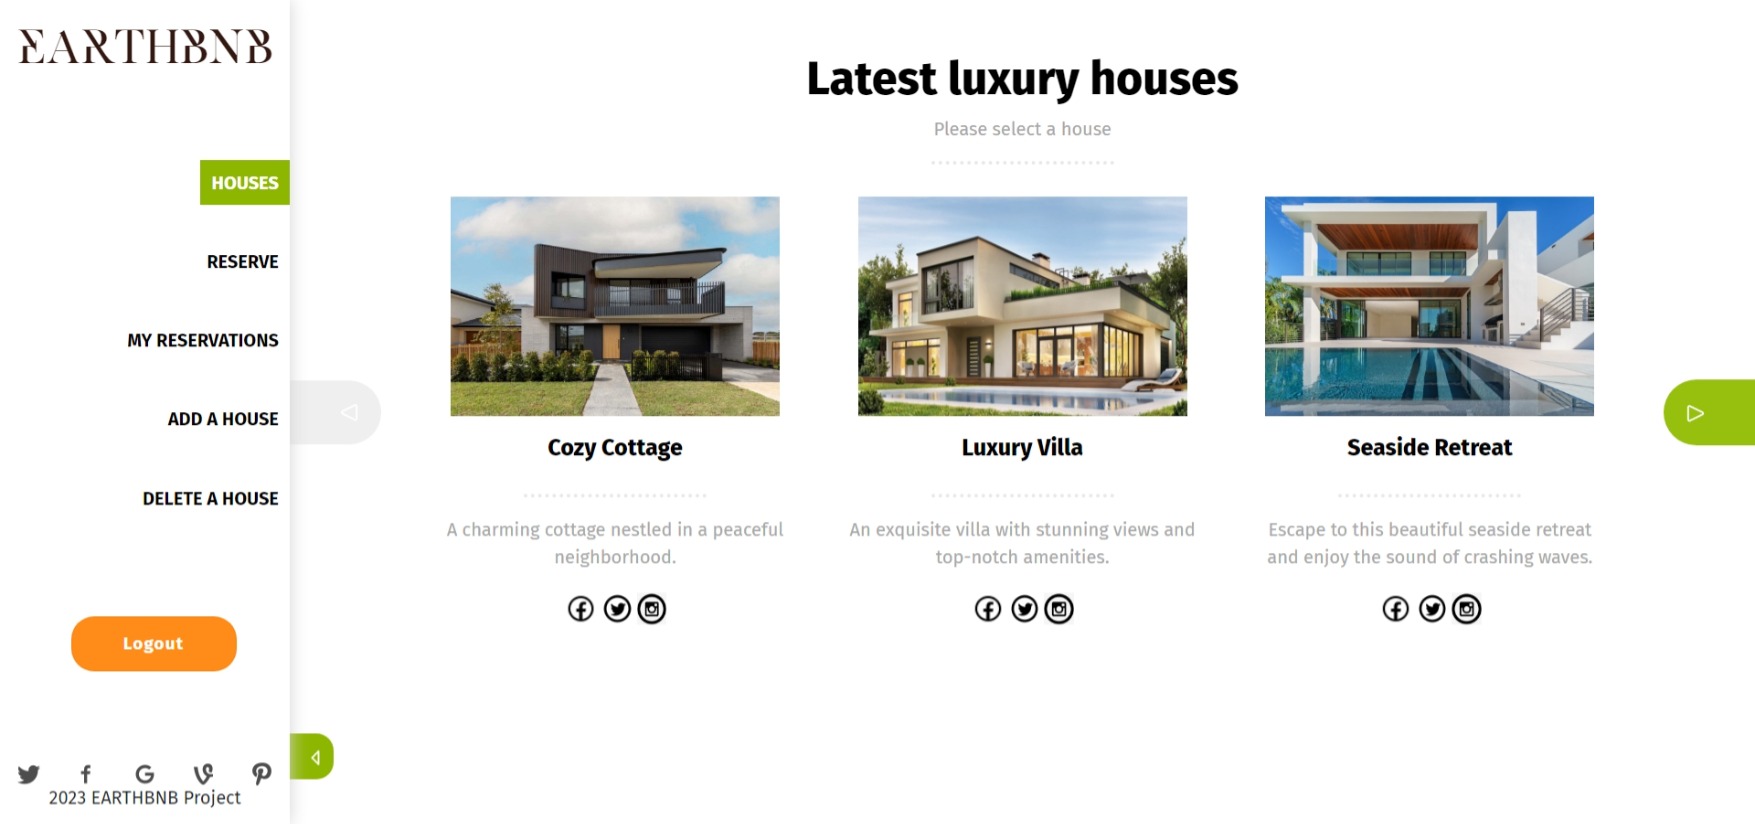 EARTHBNB
HOUSES
RESERVE
MY RESERVATIONS
ADD A HOUSE
DELETE A HOUSE
Logout
2023 EARTHBNB Project
Latest luxury houses
Please select a house
Cozy Cottage
A charming cottage nestled in a peaceful
neighborhood.
Luxury Villa
An exquisite villa with stunning views and
top-notch amenities.
Seaside Retreat
Escape to this beautiful seaside retreat
and enjoy the sound of crashing waves.